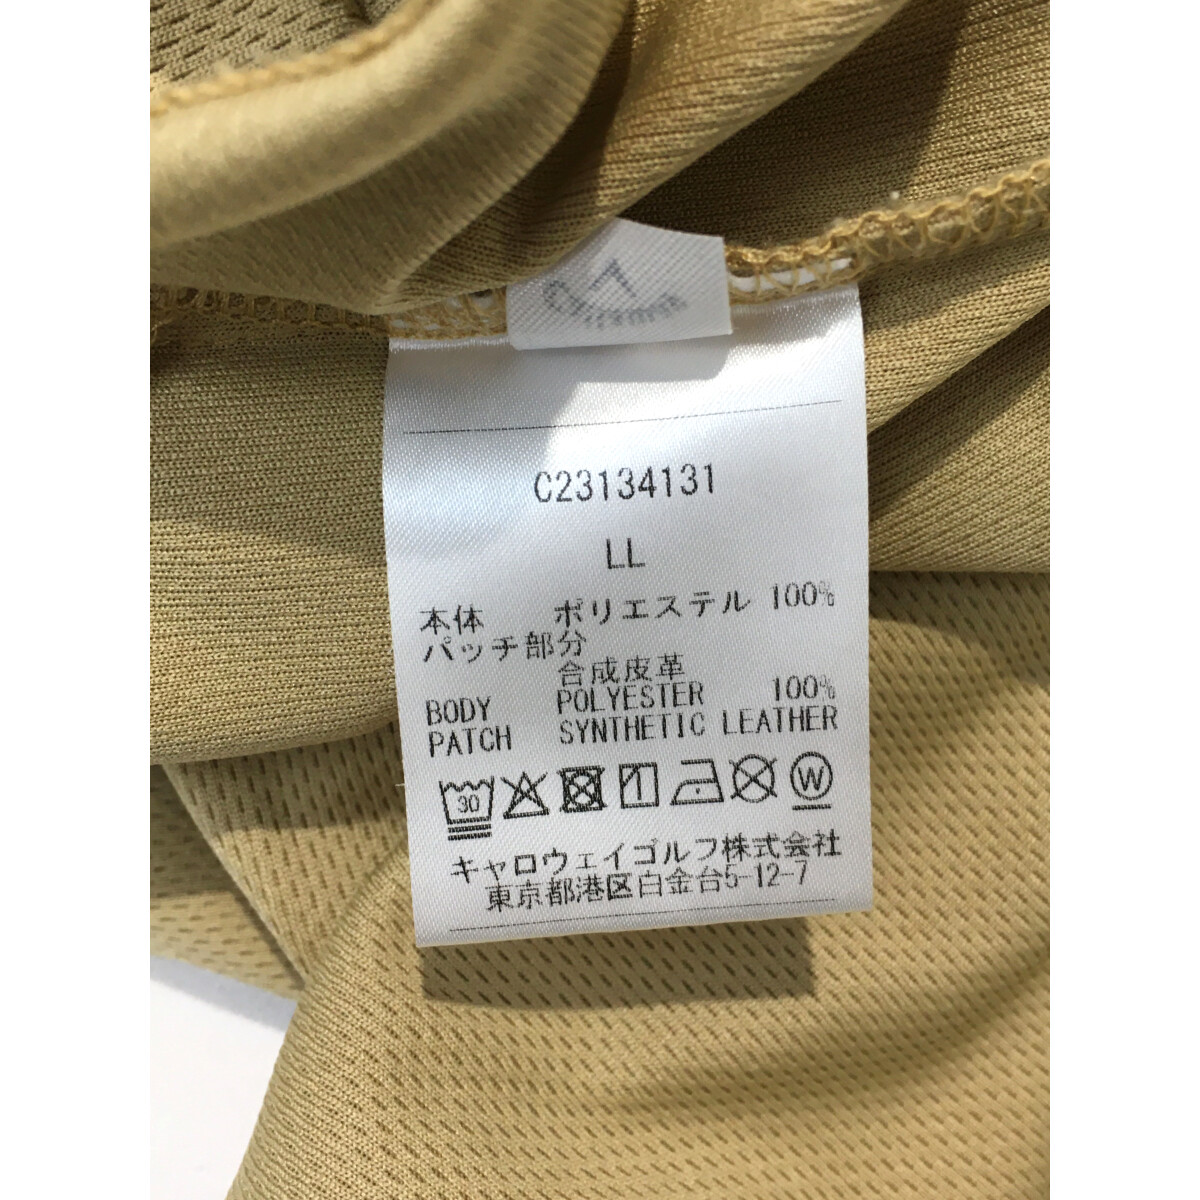 C23134131
LL
本体 ポリエステル 100%
パッチ部分
合成皮革
BODY POLYESTER 100%
PATCH SYNTHETIC LEATHER
30
W
キャロウェイゴルフ株式会社
東京都港区白金台5-12-7